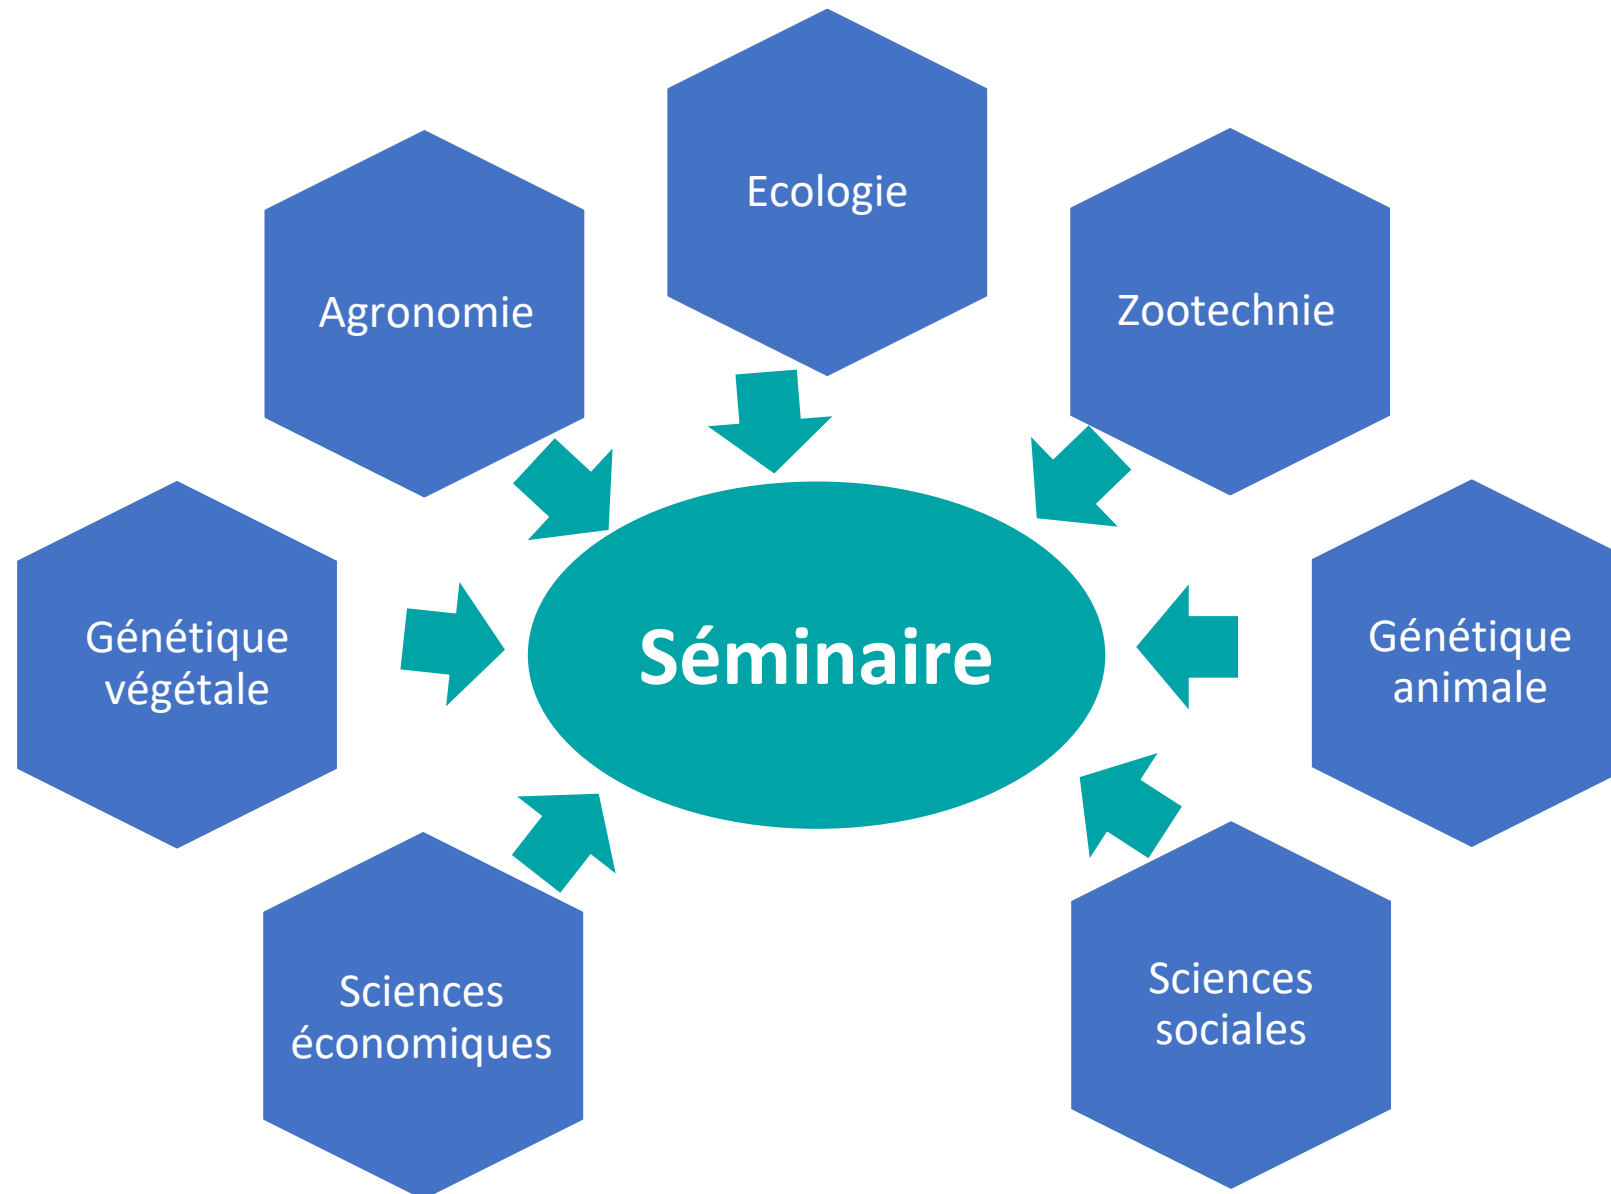 Ecologie
Agronomie
Zootechnie
Génétique
végétale
Séminaire
Génétique
animale
Sciences
économiques
Sciences
sociales